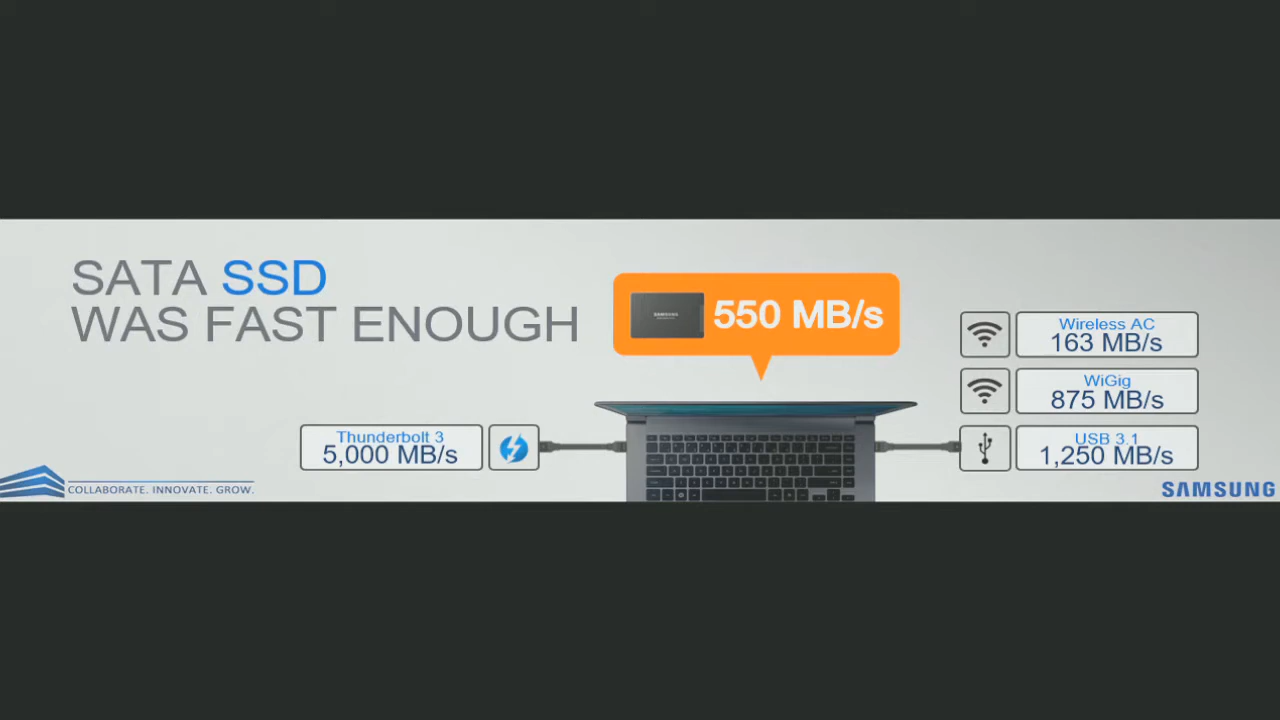 SATA SSD
WAS FAST ENOUGH
SAMSUNG
550 MB/s
Wireless AC
163 MB/s
WiGig
875 MB/s
Thunderbolt 3
5,000 MB/s
USB 3.1
1,250 MB/s
COLLABORATE. INNOVATE. GROW.
SAMSUNG